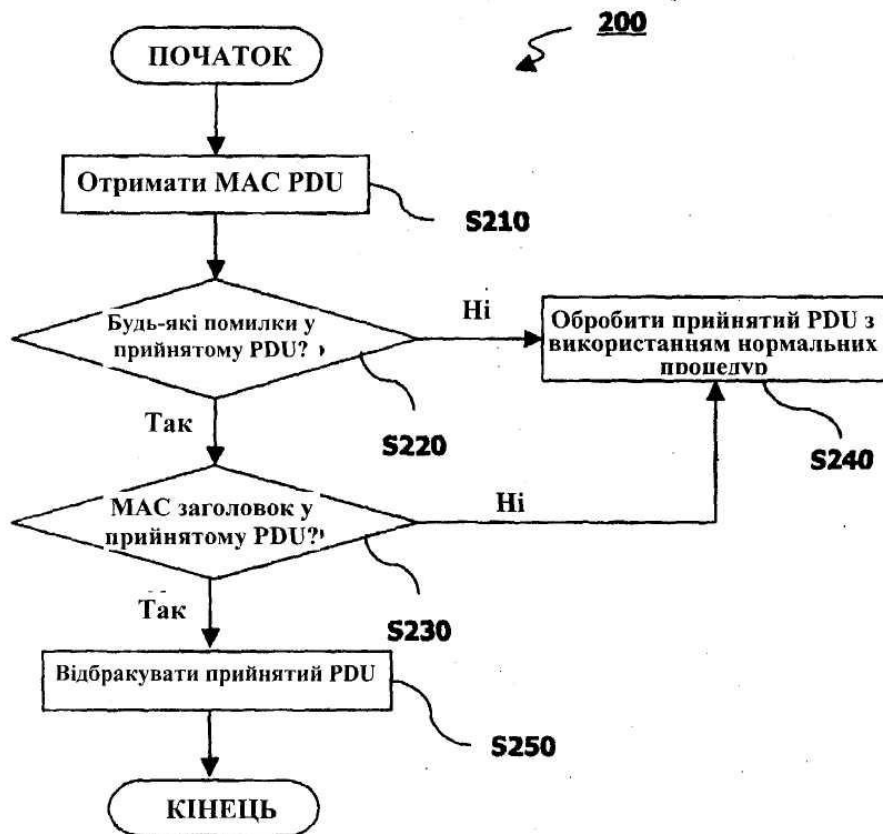 200
ПОЧАТОК
Отримати MAC PDU
S210
Будь-які помилки у
прийнятому PDU?
Ні
Обробити прийнятий PDU з
використанням нормальних
процедур
S240
Так
S220
MAC заголовок у
прийнятому PDU?
Ні
Так
S230
Відбракувати прийнятий PDU
S250
КІНЕЦЬ